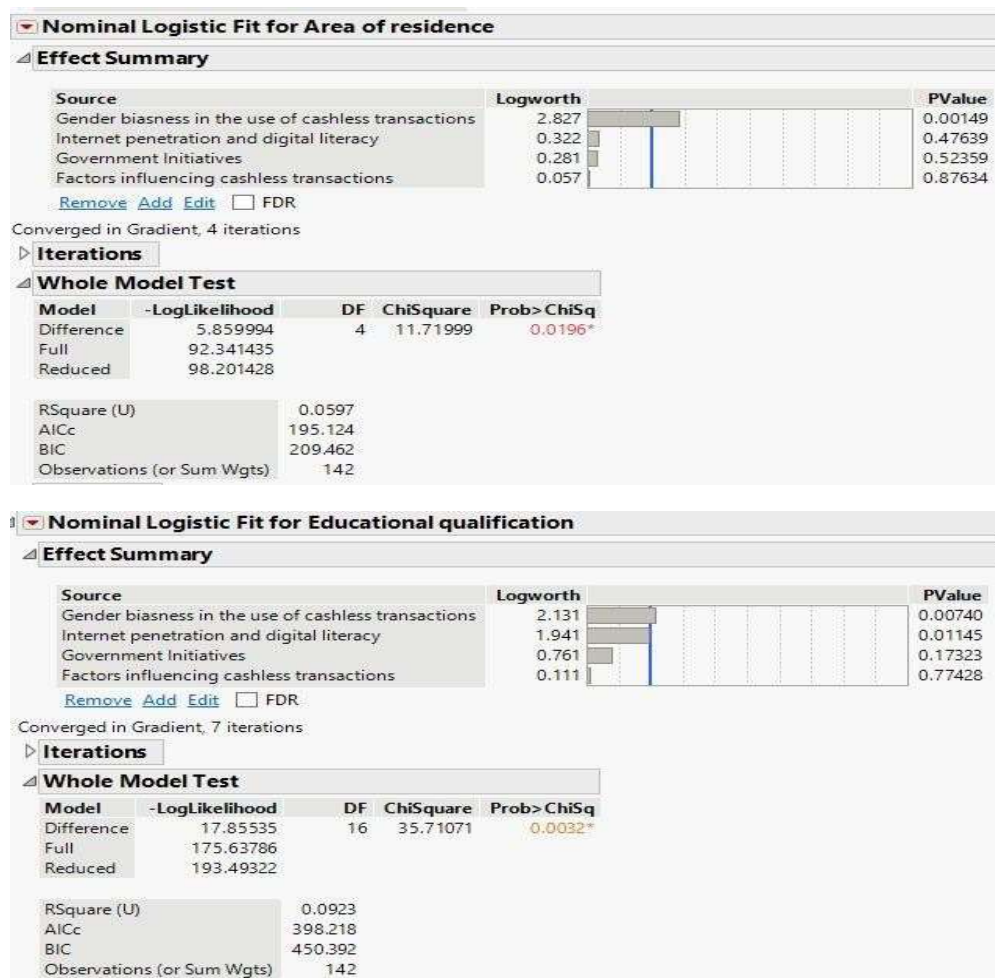 Nominal Logistic Fit for Area of residence
Effect Summary
Source Logworth PValue
Gender biasness in the use of cashless transactions 2.827 0.00149
Internet penetration and digital literacy 0.322 0.47639
Government Initiatives 0.281 0.52359
Factors influencing cashless transactions 0.057 0.87634
Remove Add Edit FDR
Converged in Gradient, 4 iterations
Iterations
Whole Model Test
Model -LogLikelihood DF ChiSquare Prob>ChiSq
Difference 5.859994 4 11.71999 0.0196*
Full 92.341435
Reduced 98.201428
RSquare (U) 0.0597
AICc 195.124
BIC 209.462
Observations (or Sum Wgts) 142
Nominal Logistic Fit for Educational qualification
Effect Summary
Source Logworth PValue
Gender biasness in the use of cashless transactions 2.131 0.00740
Internet penetration and digital literacy 1.941 0.01145
Government Initiatives 0.761 0.17323
Factors influencing cashless transactions 0.111 0.77428
Remove Add Edit FDR
Converged in Gradient, 7 iterations
Iterations
Whole Model Test
Model -LogLikelihood DF ChiSquare Prob>ChiSq
Difference 17.85535 16 35.71071 0.0032*
Full 175.63786
Reduced 193.49322
RSquare (U) 0.0923
AICc 398.218
BIC 450.392
Observations (or Sum Wgts) 142